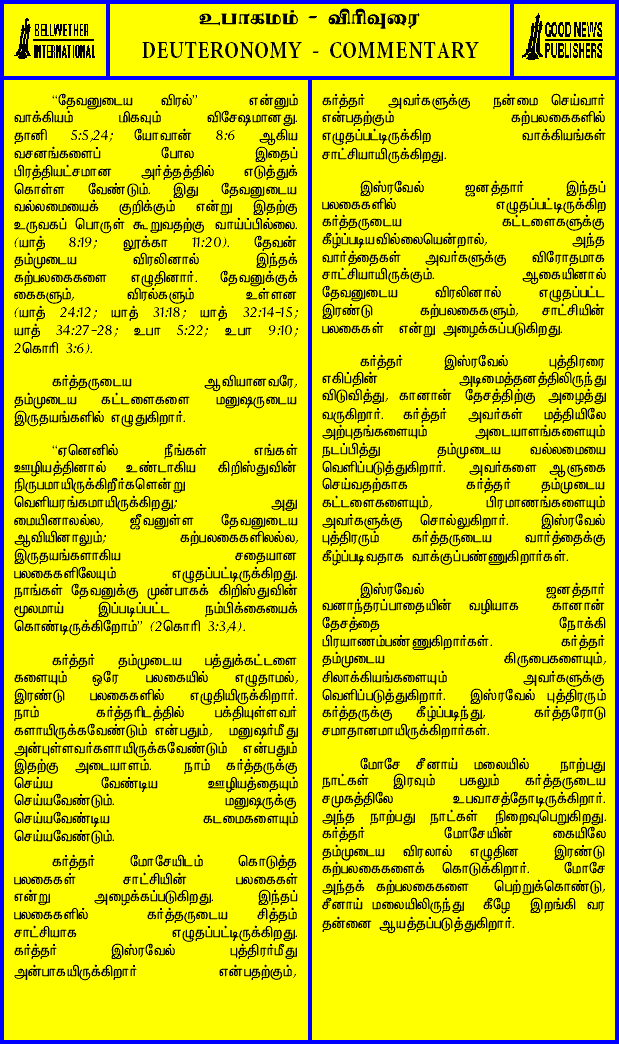 BELLWETHER
INTERNATIONAL
உபாகமம் - விரிவுரை
DEUTERONOMY - COMMENTARY
GOOD NEWS
PUBLISHERS
“தேவனுடைய விரல்” என்னும்
வாக்கியம் மிகவும் விசேஷமானது.
தானி 5:5,24; யோவான் 8:6 ஆகிய
வசனங்களைப் போல இதைப்
பிரத்தியட்சமான அர்த்தத்தில் எடுத்துக்
கொள்ள வேண்டும். இது தேவனுடைய
வல்லமையைக் குறிக்கும் என்று இதற்கு
உருவகப் பொருள் கூறுவதற்கு வாய்ப்பில்லை.
(யாத் 8:19; லூக்கா 11:20). தேவன்
தம்முடைய விரலினால் இந்தக்
கற்பலகைகளை எழுதினார். தேவனுக்குக்
கைகளும், விரல்களும் உள்ளன
(யாத் 24:12; யாத் 31:18; யாத் 32:14-15;
யாத் 34:27-28; உபா 5:22; உபா 9:10;
2கொரி 3:6).
கர்த்தருடைய ஆவியானவரே,
தம்முடைய கட்டளைகளை மனுஷருடைய
இருதயங்களில் எழுதுகிறார்.
“ஏனெனில் நீங்கள் எங்கள்
ஊழியத்தினால் உண்டாகிய கிறிஸ்துவின்
நிருபமாயிருக்கிறீர்களென்று
வெளியரங்கமாயிருக்கிறது; அது
மையினாலல்ல, ஜீவனுள்ள தேவனுடைய
ஆவியினாலும்; கற்பலகைகளிலல்ல,
இருதயங்களாகிய சதையான
பலகைகளிலேயும் எழுதப்பட்டிருக்கிறது.
நாங்கள் தேவனுக்கு முன்பாகக் கிறிஸ்துவின்
மூலமாய் இப்படிப்பட்ட நம்பிக்கையைக்
கொண்டிருக்கிறோம்” (2கொரி 3:3,4).
கர்த்தர் தம்முடைய பத்துக்கட்டளை
களையும் ஒரே பலகையில் எழுதாமல்,
இரண்டு பலகைகளில் எழுதியிருக்கிறார்.
நாம் கர்த்தரிடத்தில் பக்தியுள்ளவர்
களாயிருக்கவேண்டும் என்பதும், மனுஷர்மீது
அன்புள்ளவர்களாயிருக்கவேண்டும் என்பதும்
இதற்கு அடையாளம். நாம் கர்த்தருக்கு
செய்ய வேண்டிய ஊழியத்தையும்
செய்யவேண்டும். மனுஷருக்கு
செய்யவேண்டிய கடமைகளையும்
செய்யவேண்டும்.
கர்த்தர் மோசேயிடம் கொடுத்த
பலகைகள் சாட்சியின் பலகைகள்
என்று அழைக்கப்படுகிறது. இந்தப்
பலகைகளில் கர்த்தருடைய சித்தம்
சாட்சியாக எழுதப்பட்டிருக்கிறது.
கர்த்தர் இஸ்ரவேல் புத்திரர்மீது
அன்பாகயிருக்கிறார் என்பதற்கும்,
கர்த்தர் அவர்களுக்கு நன்மை செய்வார்
என்பதற்கும் கற்பலகைகளில்
எழுதப்பட்டிருக்கிற வாக்கியங்கள்
சாட்சியாயிருக்கிறது.
இஸ்ரவேல் ஜனத்தார் இந்தப்
பலகைகளில் எழுதப்பட்டிருக்கிற
கர்த்தருடைய கட்டளைகளுக்கு
கீழ்ப்படியவில்லையென்றால், அந்த
வார்த்தைகள் அவர்களுக்கு விரோதமாக
சாட்சியாயிருக்கும். ஆகையினால்
தேவனுடைய விரலினால் எழுதப்பட்ட
இரண்டு கற்பலகைகளும், சாட்சியின்
பலகைகள் என்று அழைக்கப்படுகிறது.
கர்த்தர் இஸ்ரவேல் புத்திரரை
எகிப்தின் அடிமைத்தனத்திலிருந்து
விடுவித்து, கானான் தேசத்திற்கு அழைத்து
வருகிறார். கர்த்தர் அவர்கள் மத்தியிலே
அற்புதங்களையும் அடையாளங்களையும்
நடப்பித்து தம்முடைய வல்லமையை
வெளிப்படுத்துகிறார். அவர்களை ஆளுகை
செய்வதற்காக கர்த்தர் தம்முடைய
கட்டளைகளையும், பிரமாணங்களையும்
அவர்களுக்கு சொல்லுகிறார். இஸ்ரவேல்
புத்திரரும் கர்த்தருடைய வார்த்தைக்கு
கீழ்ப்படிவதாக வாக்குப்பண்ணுகிறார்கள்.
இஸ்ரவேல் ஜனத்தார்
வனாந்தரப்பாதையின் வழியாக கானான்
தேசத்தை நோக்கி
பிரயாணம்பண்ணுகிறார்கள். கர்த்தர்
தம்முடைய கிருபைகளையும்,
சிலாக்கியங்களையும் அவர்களுக்கு
வெளிப்படுத்துகிறார். இஸ்ரவேல் புத்திரரும்
கர்த்தருக்கு கீழ்ப்படிந்து, கர்த்தரோடு
சமாதானமாயிருக்கிறார்கள்.
மோசே சீனாய் மலையில் நாற்பது
நாட்கள் இரவும் பகலும் கர்த்தருடைய
சமுகத்திலே உபவாசத்தோடிருக்கிறார்.
அந்த நாற்பது நாட்கள் நிறைவுபெறுகிறது.
கர்த்தர் மோசேயின் கையிலே
தம்முடைய விரலால் எழுதின இரண்டு
கற்பலகைகளைக் கொடுக்கிறார். மோசே
அந்தக் கற்பலகைகளை பெற்றுக்கொண்டு,
சீனாய் மலையிலிருந்து கீழே இறங்கி வர
தன்னை ஆயத்தப்படுத்துகிறார்.